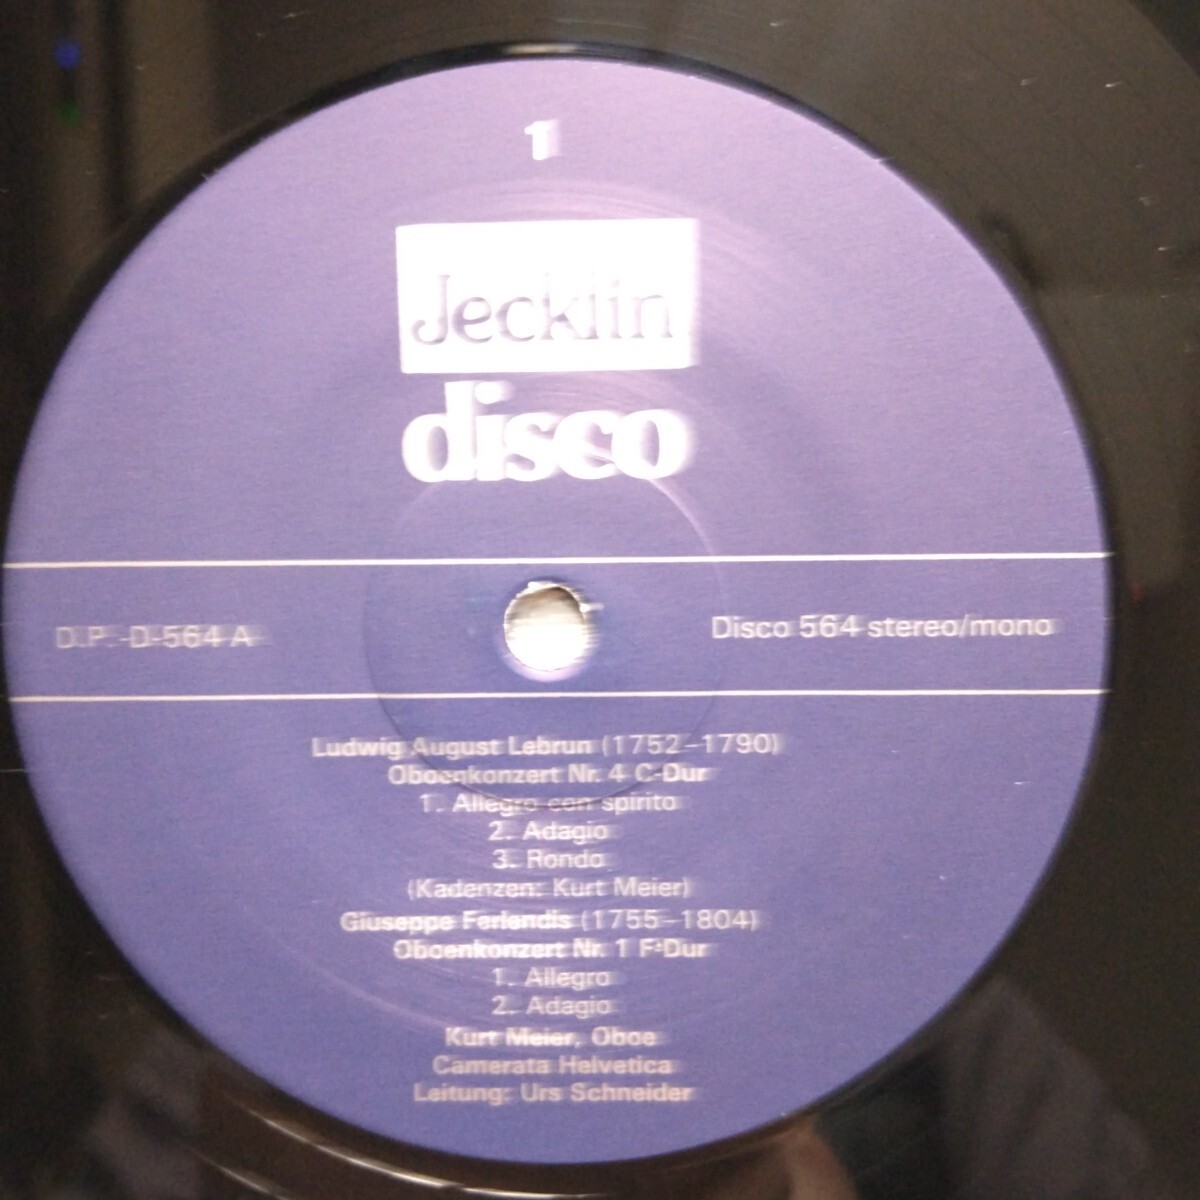 1
Jecklin
disco
D.P.-D-564 A
Disco 564 stereo/mono
Ludwig August Lebrun (1752–1790)
Oboenkonzert Nr. 4 C-Dur
1. Allegro con spirito
2. Adagio
3. Rondo
(Kadenzen: Kurt Meier)
Giuseppe Ferlendis (1755–1804)
Oboenkonzert Nr. 1 F-Dur
1. Allegro
2. Adagio
Kurt Meier, Oboe
Camerata Helvetica
Leitung: Urs Schneider